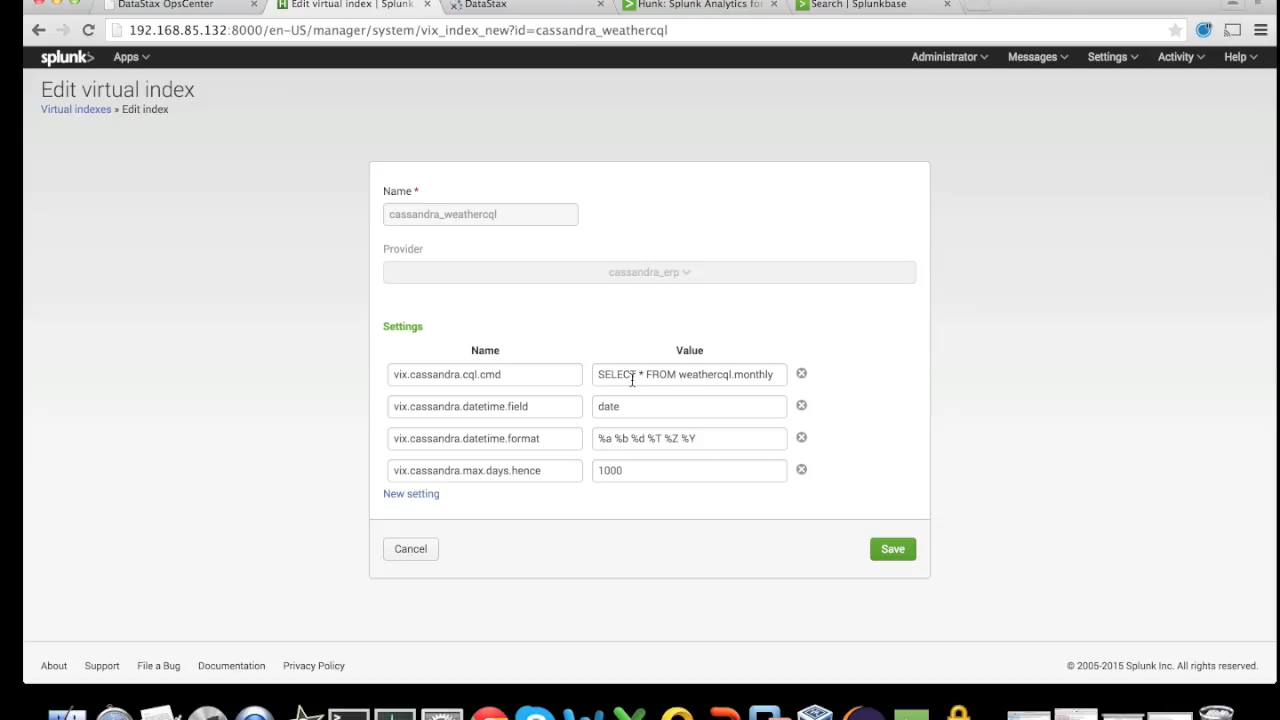 DataStax OpsCenter × Edit virtual index | Splunk × DataStax × Hunk: Splunk Analytics for × Search | Splunkbase ×
192.168.85.132:8000/en-US/manager/system/vix_index_new?id=cassandra_weathercql
splunk> Apps Administrator Messages Settings Activity Help
Edit virtual index
Virtual indexes » Edit index
Name *
cassandra_weathercql
Provider
cassandra_erp
Settings
Name Value
vix.cassandra.cql.cmd SELECT * FROM weathercql.monthly
vix.cassandra.datetime.field date
vix.cassandra.datetime.format %a %b %d %T %Z %Y
vix.cassandra.max.days.hence 1000
New setting
Cancel Save
About Support File a Bug Documentation Privacy Policy © 2005-2015 Splunk Inc. All rights reserved.